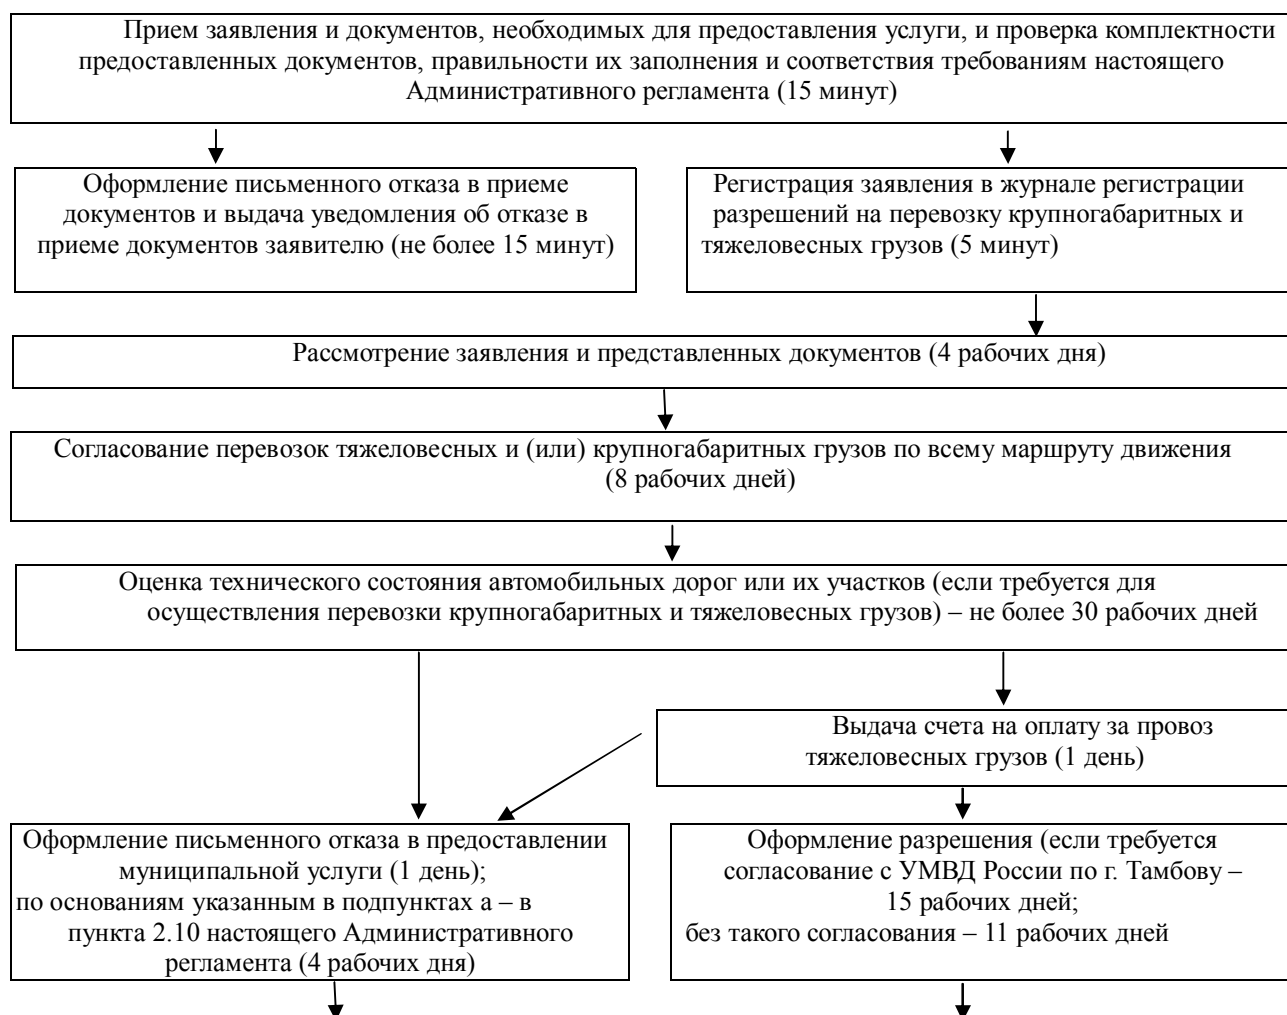 Прием заявления и документов, необходимых для предоставления услуги, и проверка комплектности
предоставленных документов, правильности их заполнения и соответствия требованиям настоящего
Административного регламента (15 минут)
Оформление письменного отказа в приеме
документов и выдача уведомления об отказе в
приеме документов заявителю (не более 15 минут)
Регистрация заявления в журнале регистрации
разрешений на перевозку крупногабаритных и
тяжеловесных грузов (5 минут)
Рассмотрение заявления и представленных документов (4 рабочих дня)
Согласование перевозок тяжеловесных и (или) крупногабаритных грузов по всему маршруту движения
(8 рабочих дней)
Оценка технического состояния автомобильных дорог или их участков (если требуется для
осуществления перевозки крупногабаритных и тяжеловесных грузов) – не более 30 рабочих дней
Выдача счета на оплату за провоз
тяжеловесных грузов (1 день)
Оформление письменного отказа в предоставлении
муниципальной услуги (1 день);
по основаниям указанным в подпунктах а – в
пункта 2.10 настоящего Административного
регламента (4 рабочих дня)
Оформление разрешения (если требуется
согласование с УМВД России по г. Тамбову –
15 рабочих дней;
без такого согласования – 11 рабочих дней